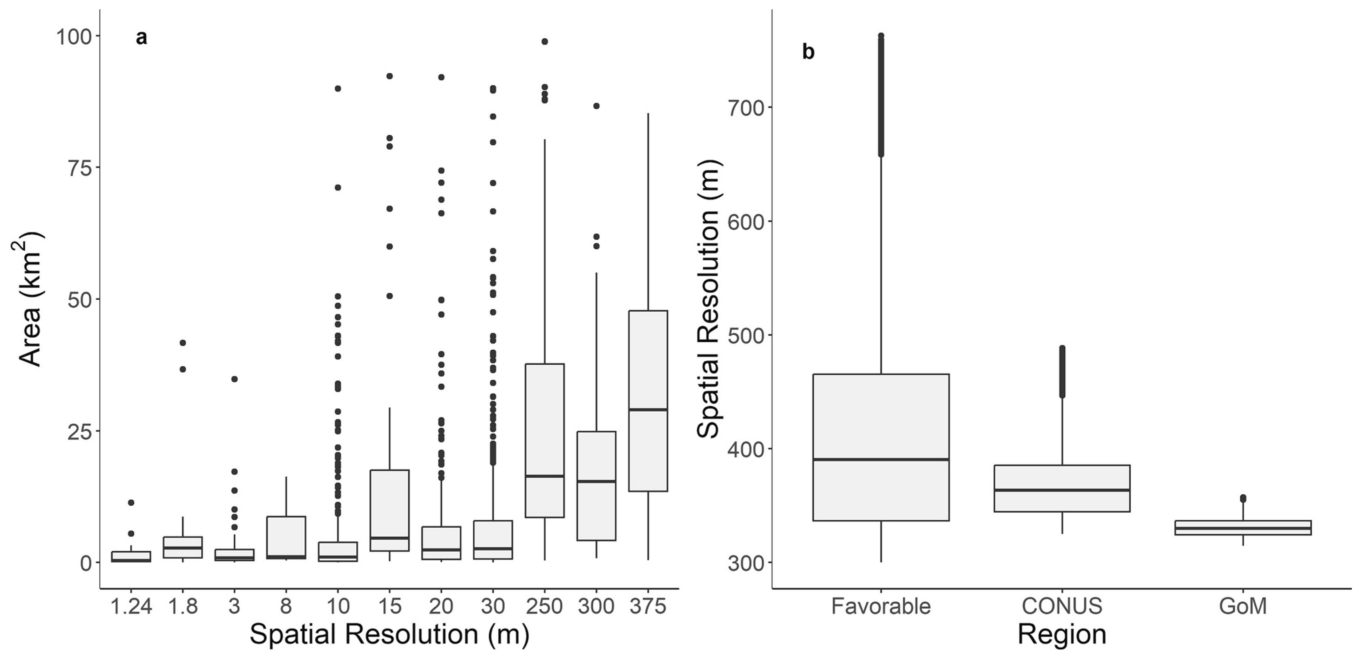 a
100
75
50
25
0
Area (km²)
1.24 1.8 3 8 10 15 20 30 250 300 375
Spatial Resolution (m)
b
700
600
500
400
300
Spatial Resolution (m)
Favorable CONUS GoM
Region